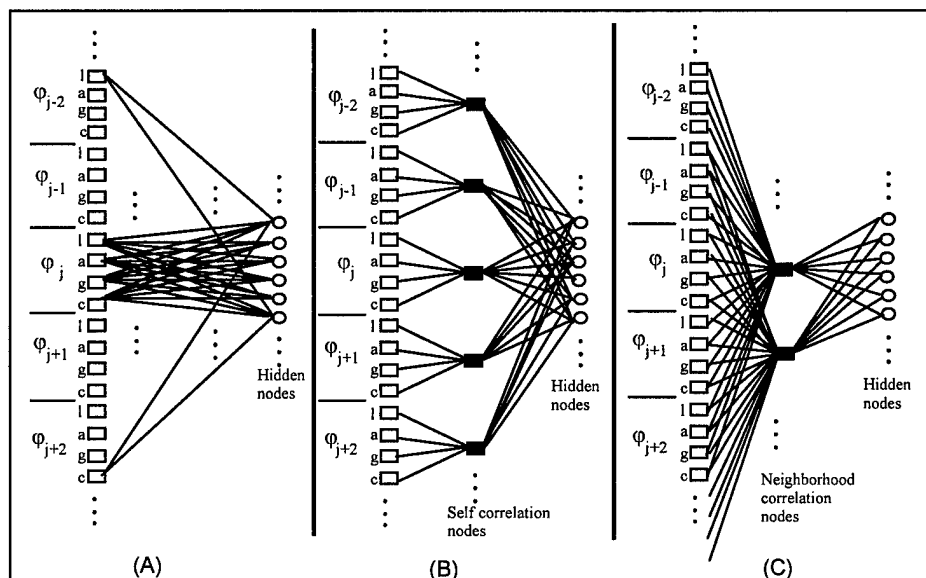 l
φj-2
a
g
c
l
φj-1
a
g
c
l
φj
a
g
c
l
φj+1
a
g
c
l
φj+2
a
g
c
Hidden
nodes
(A)
l
φj-2
a
g
c
l
φj-1
a
g
c
l
φj
a
g
c
l
φj+1
a
g
c
l
φj+2
a
g
c
Hidden
nodes
Self correlation
nodes
(B)
l
φj-2
a
g
c
l
φj-1
a
g
c
l
φj
a
g
c
l
φj+1
a
g
c
l
φj+2
a
g
c
Hidden
nodes
Neighborhood
correlation
nodes
(C)